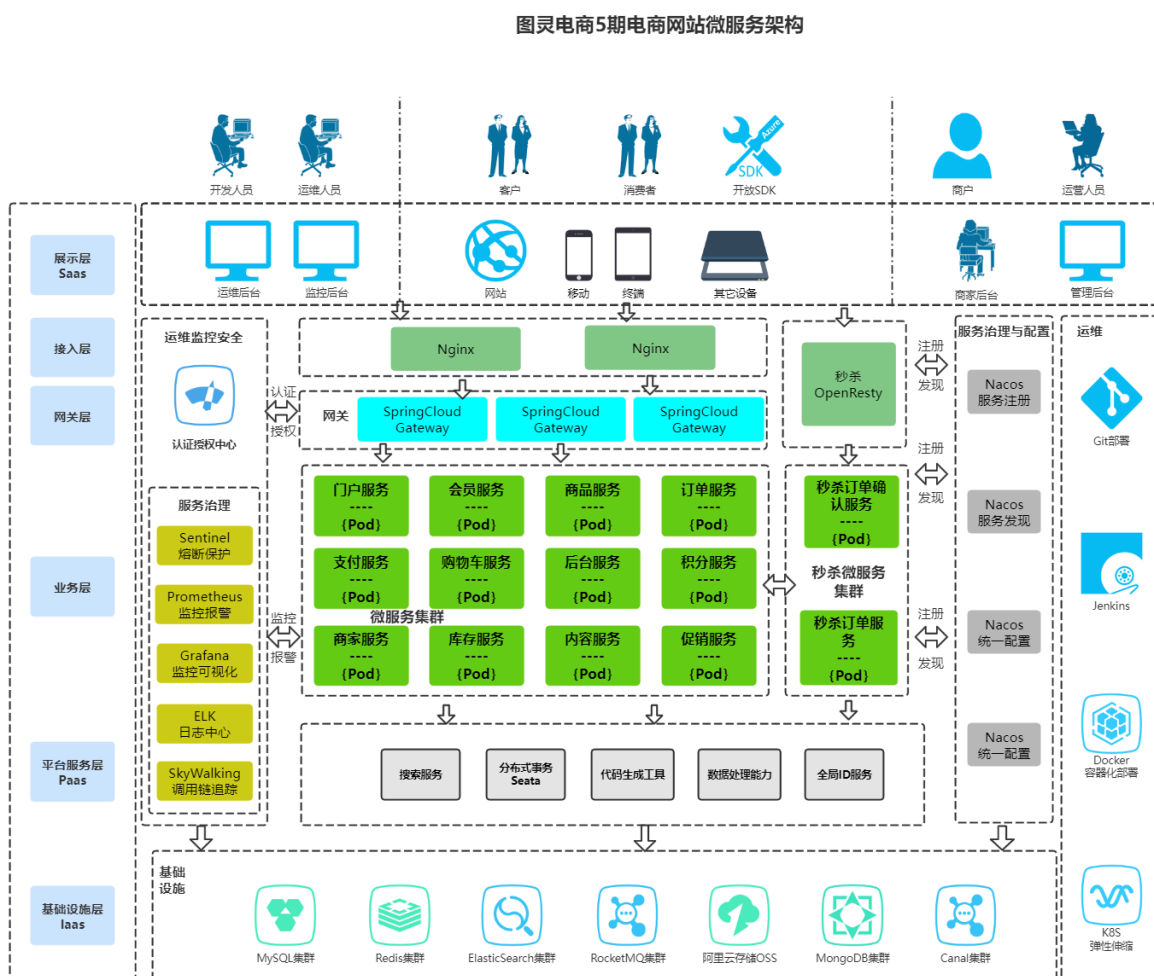 图灵电商5期电商网站微服务架构
开发人员
运维人员
客户
消费者
Azure
SDK
开放SDK
商户
运营人员
展示层
Saas
运维后台
监控后台
网站
移动
终端
其它设备
商家后台
管理后台
接入层
网关层
业务层
平台服务层
Paas
基础设施层
Iaas
运维监控安全
认证授权中心
认证
授权
服务治理
Sentinel
熔断保护
Prometheus
监控报警
Grafana
监控可视化
ELK
日志中心
SkyWalking
调用链追踪
监控
报警
Nginx
Nginx
网关
SpringCloud
Gateway
SpringCloud
Gateway
SpringCloud
Gateway
秒杀
OpenResty
门户服务
----
{Pod}
会员服务
----
{Pod}
商品服务
----
{Pod}
订单服务
----
{Pod}
支付服务
----
{Pod}
购物车服务
----
{Pod}
后台服务
----
{Pod}
积分服务
----
{Pod}
微服务集群
商家服务
----
{Pod}
库存服务
----
{Pod}
内容服务
----
{Pod}
促销服务
----
{Pod}
秒杀订单确
认服务
----
{Pod}
秒杀微服务
集群
秒杀订单服
务
----
{Pod}
注册
发现
注册
发现
注册
发现
服务治理与配置
Nacos
服务注册
Nacos
服务发现
Nacos
统一配置
Nacos
统一配置
运维
Git部署
Jenkins
Docker
容器化部署
K8S
弹性伸缩
搜索服务
分布式事务
Seata
代码生成工具
数据处理能力
全局ID服务
基础
设施
MySQL集群
Redis集群
ElasticSearch集群
RocketMQ集群
阿里云存储OSS
MongoDB集群
Canal集群